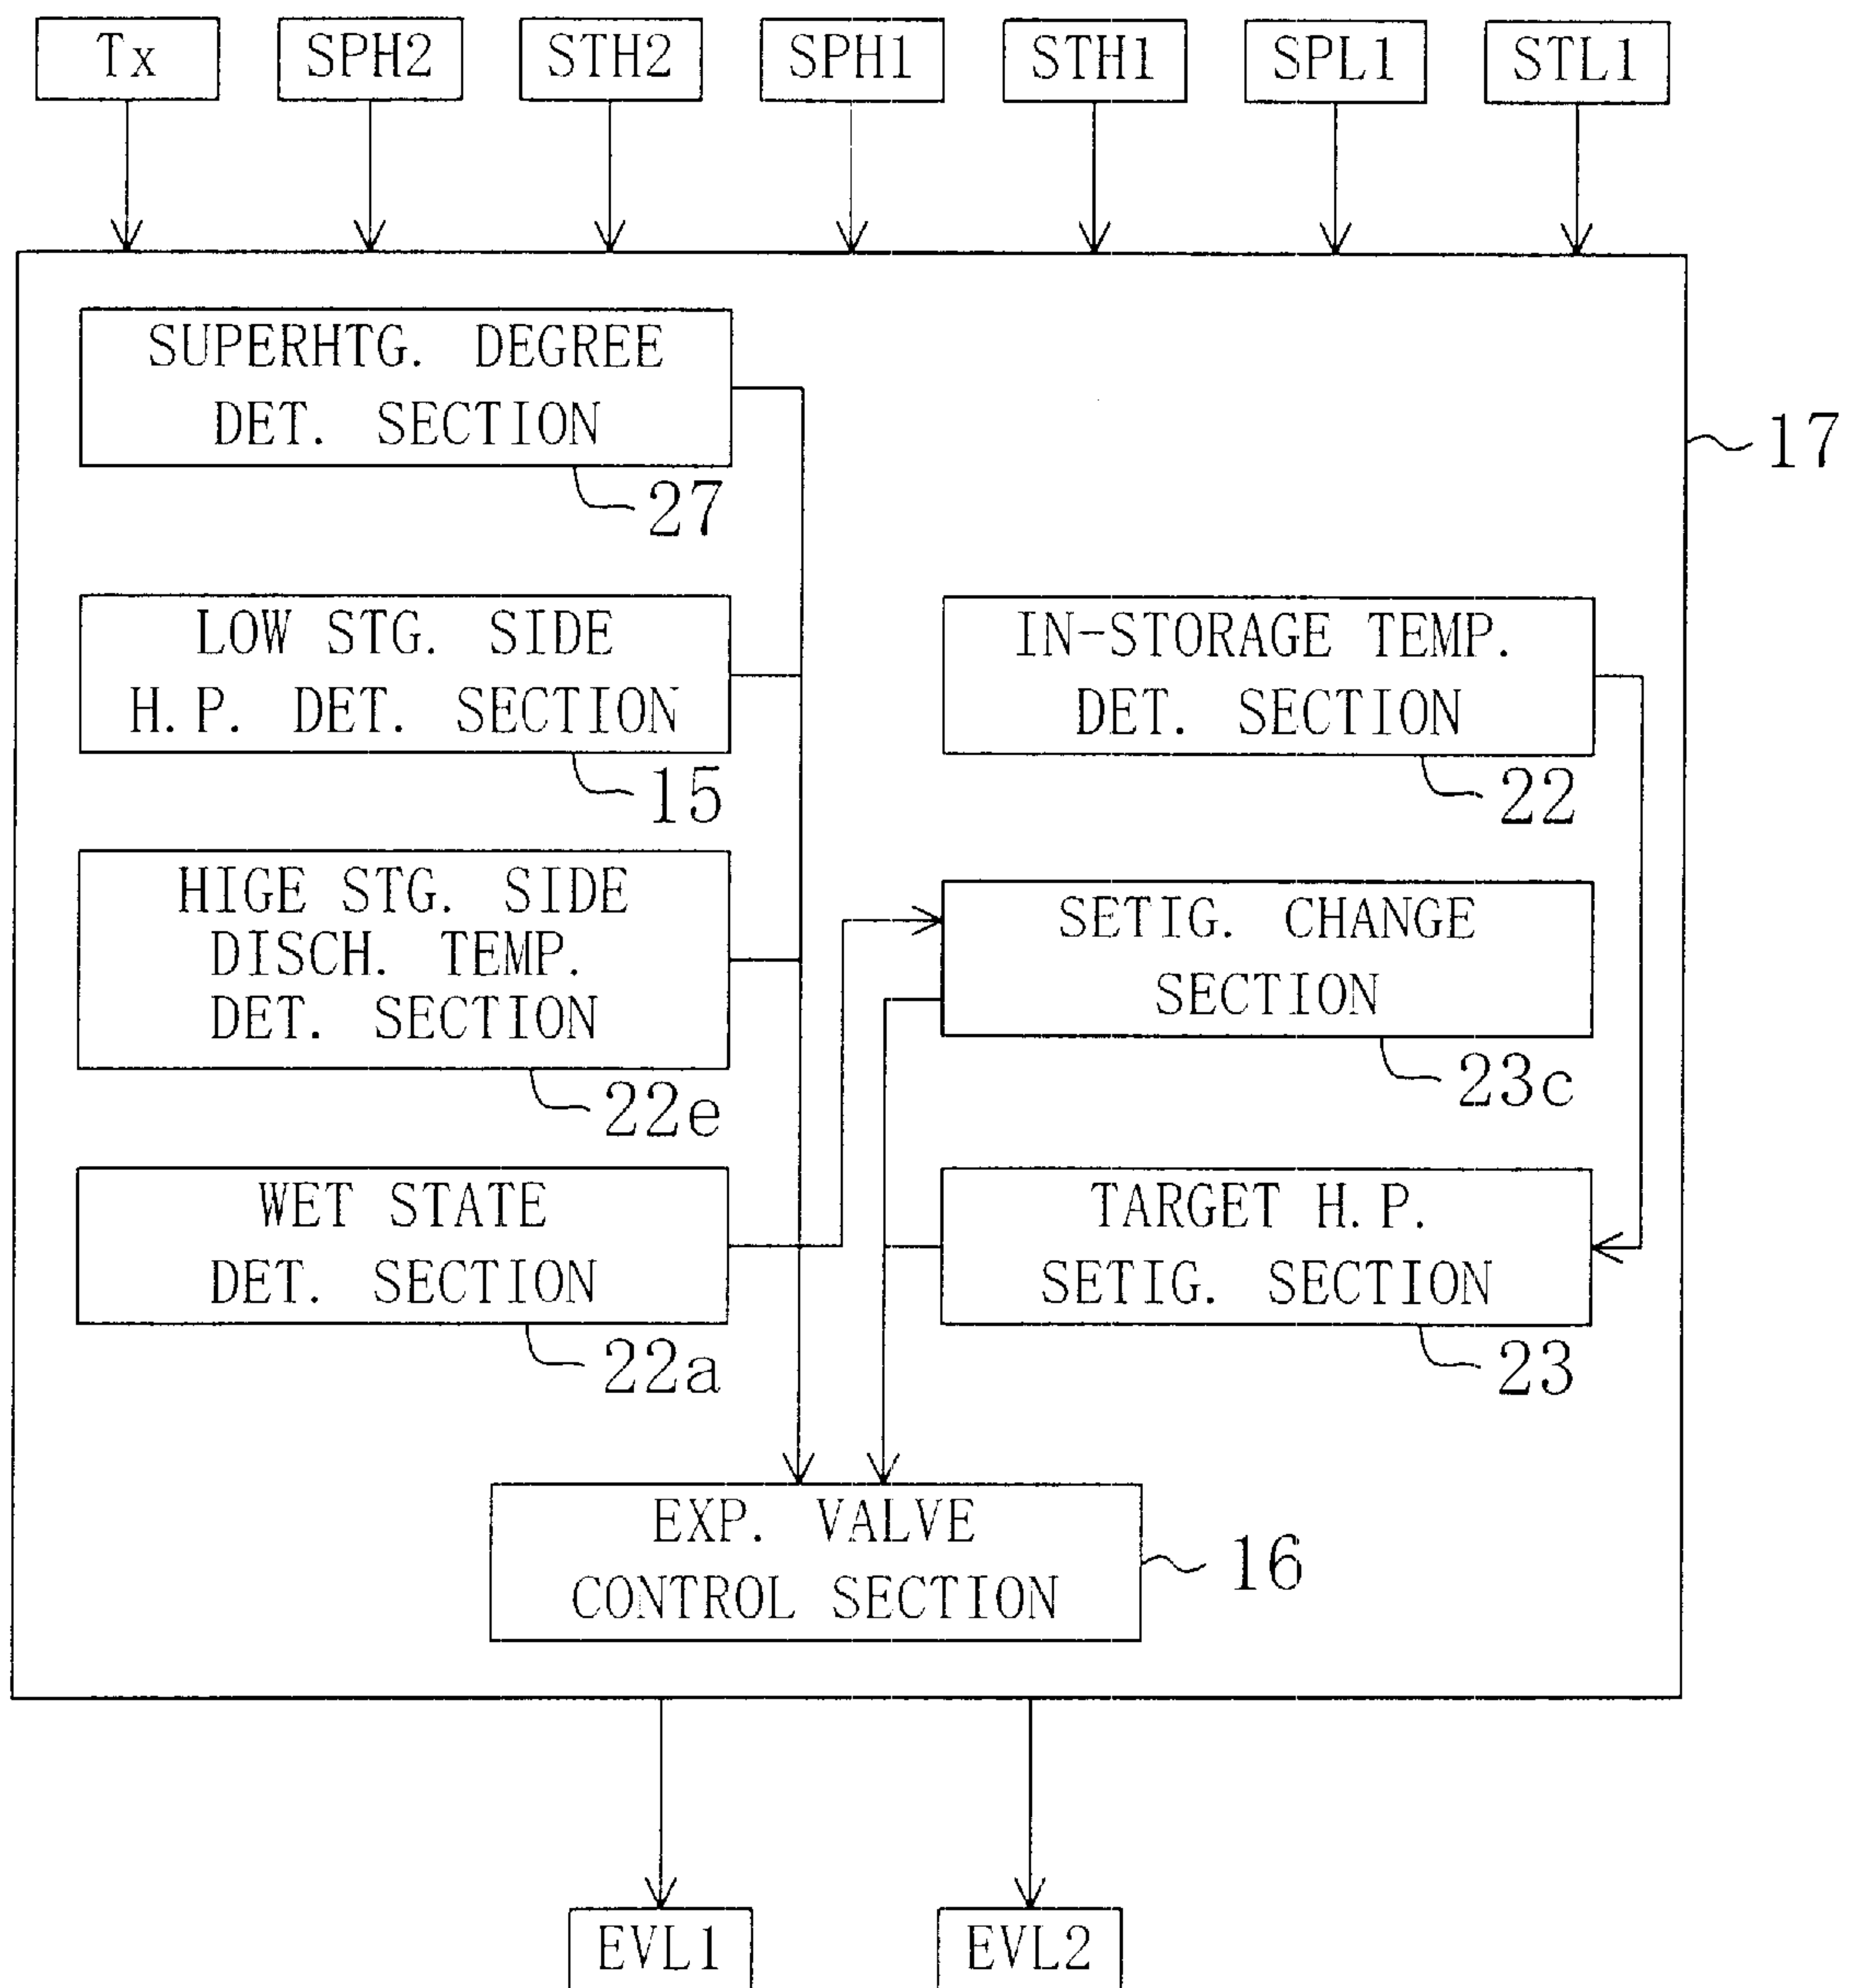 Tx SPH2 STH2 SPH1 STH1 SPL1 STL1
SUPERHTG. DEGREE
DET. SECTION
27
17
LOW STG. SIDE
H.P. DET. SECTION
15
IN-STORAGE TEMP.
DET. SECTION
22
HIGE STG. SIDE
DISCH. TEMP.
DET. SECTION
22e
SETIG. CHANGE
SECTION
23c
WET STATE
DET. SECTION
22a
TARGET H.P.
SETIG. SECTION
23
EXP. VALVE
CONTROL SECTION
16
EVL1 EVL2